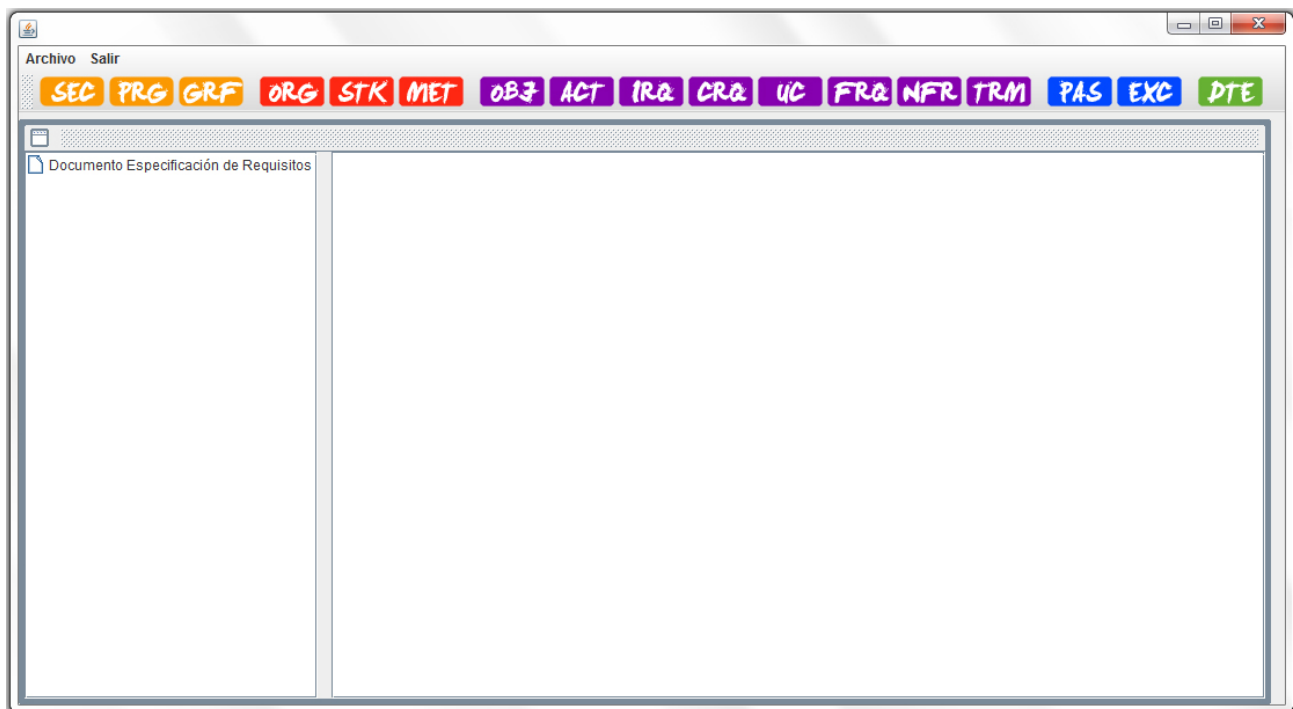 Archivo Salir
SEC PRG GRF ORG STK MET OBJ ACT IRQ CRQ UC FRQ NFR TRM PAS EXC DTE
Documento Especificación de Requisitos